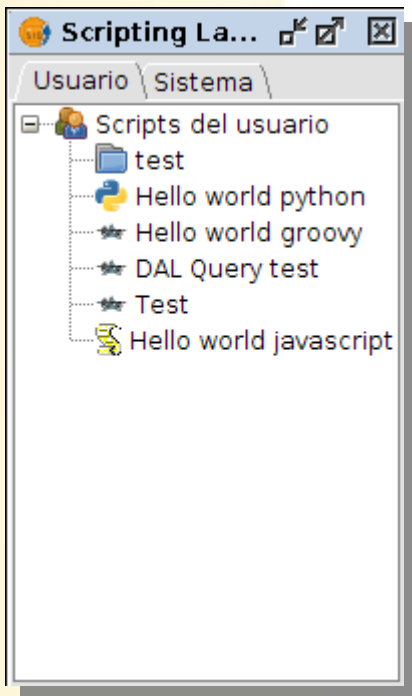 Scripting La...
Usuario Sistema
Scripts del usuario
test
Hello world python
Hello world groovy
DAL Query test
Test
Hello world javascript